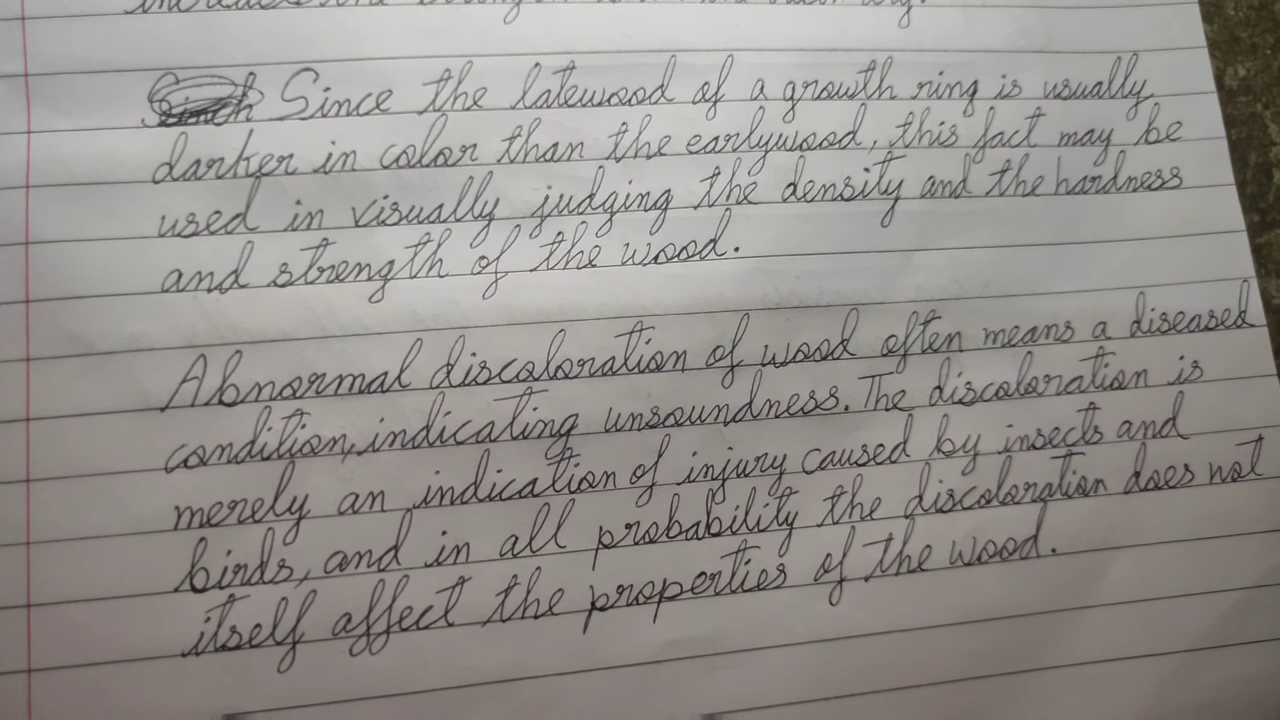 Since the latewood of a growth ring is usually
darker in color than the earlywood, this fact may be
used in visually judging the density and the hardness
and strength of the wood.
Abnormal discoloration of wood often means a diseased
condition, indicating unsoundness. The discoloration is
merely an indication of injury caused by insects and
birds, and in all probability the discoloration does not
itself affect the properties of the wood.